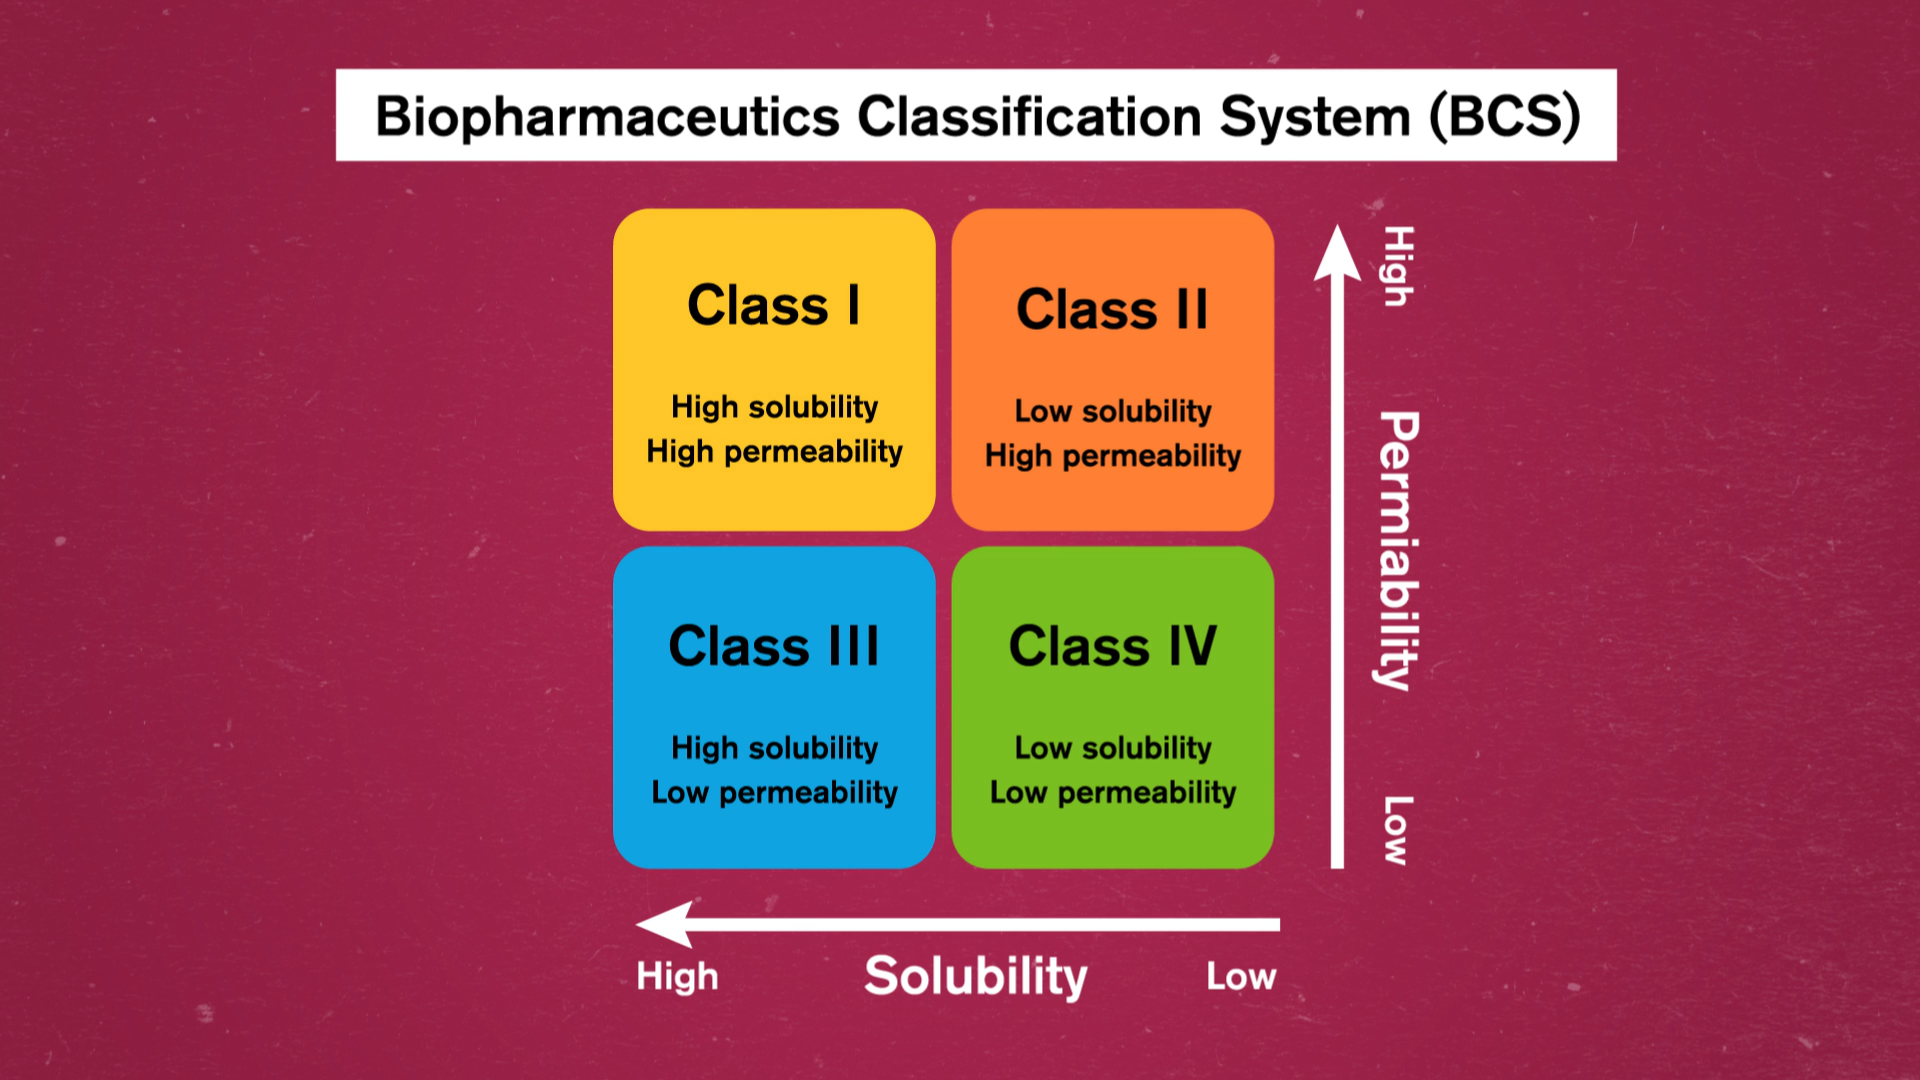 Biopharmaceutics Classification System (BCS)
Class I
High solubility
High permeability
Class II
Low solubility
High permeability
Class III
High solubility
Low permeability
Class IV
Low solubility
Low permeability
High
Permiability
Low
High
Solubility
Low